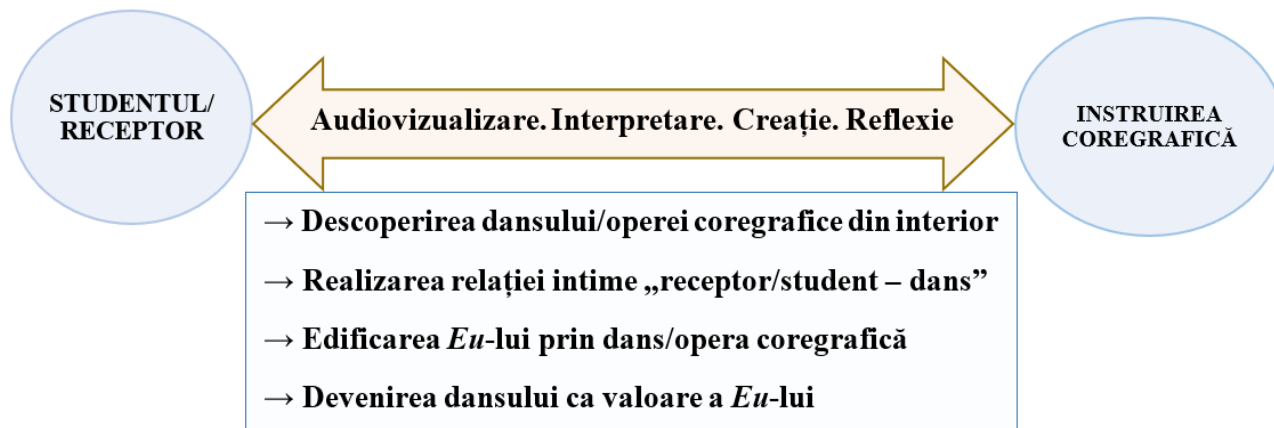 STUDENTUL/
RECEPTOR
Audiovizualizare. Interpretare. Creație. Reflexie
INSTRUIREA
COREGRAFICĂ
→ Descoperirea dansului/operei coregrafice din interior
→ Realizarea relației intime „receptor/student – dans”
→ Edificarea Eu-lui prin dans/opera coregrafică
→ Devenirea dansului ca valoare a Eu-lui